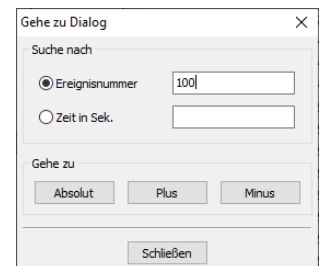 Gehe zu Dialog
Suche nach
Ereignisnummer 100
Zeit in Sek.
Gehe zu
Absolut Plus Minus
Schließen